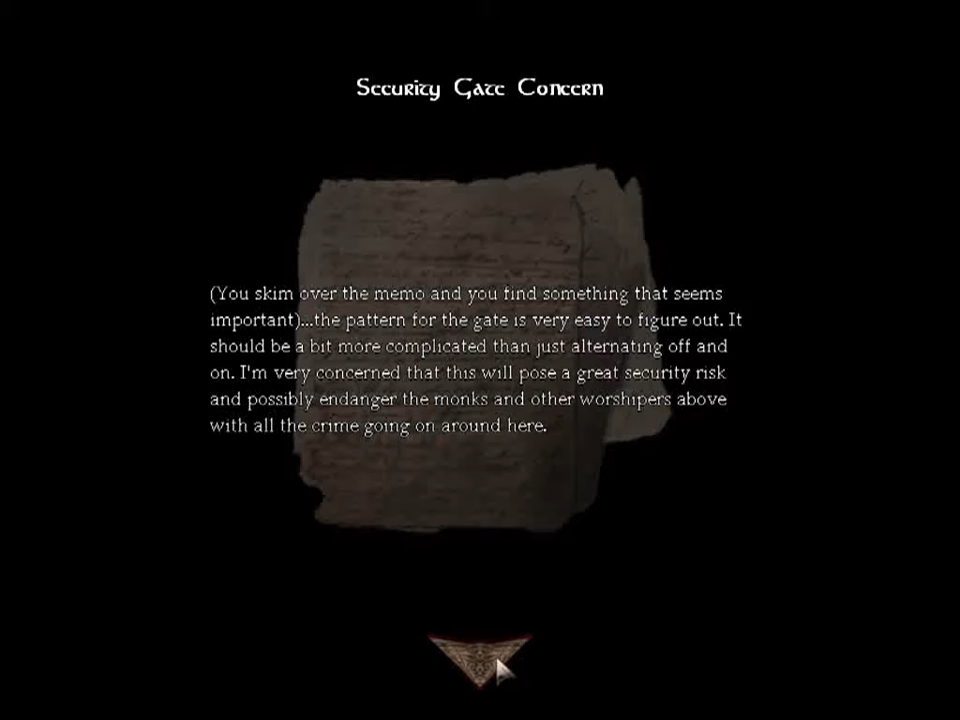 Security Gate Concern
(You skim over the memo and you find something that seems
important)...the pattern for the gate is very easy to figure out. It
should be a bit more complicated than just alternating off and
on. I'm very concerned that this will pose a great security risk
and possibly endanger the monks and other worshipers above
with all the crime going on around here.